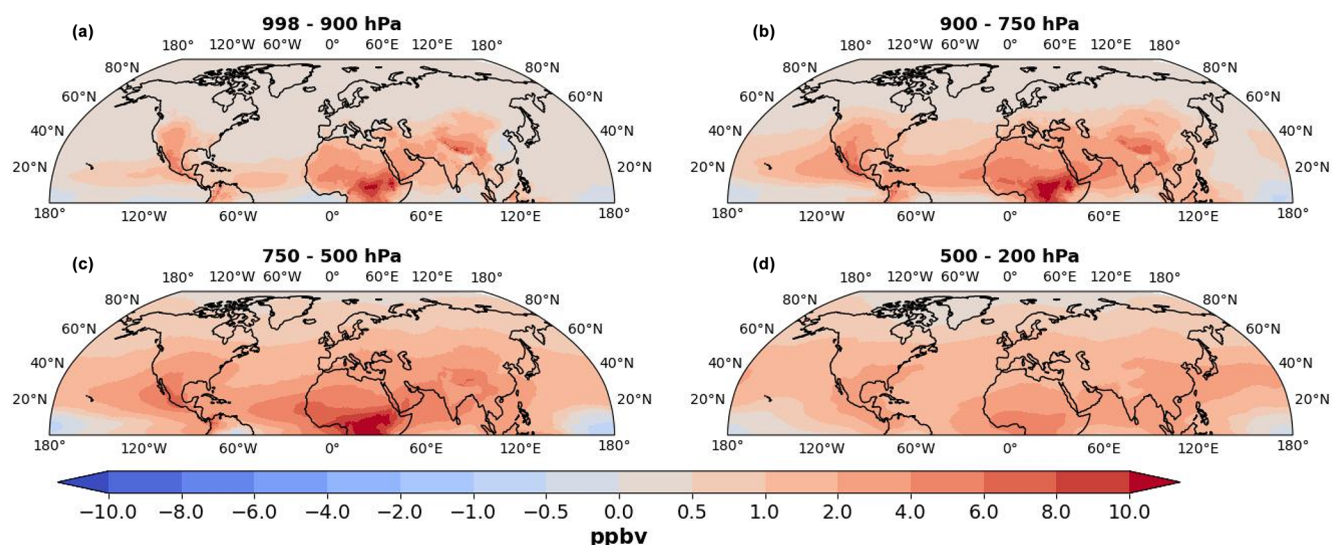 (a) 998 - 900 hPa (b) 900 - 750 hPa
180° 120°W 60°W 0° 60°E 120°E 180° 180° 120°W 60°W 0° 60°E 120°E 180°
80°N 80°N 80°N 80°N
60°N 60°N 60°N 60°N
40°N 40°N 40°N 40°N
20°N 20°N 20°N 20°N
180° 120°W 60°W 0° 60°E 120°E 180° 180° 120°W 60°W 0° 60°E 120°E 180°
(c) 750 - 500 hPa (d) 500 - 200 hPa
180° 120°W 60°W 0° 60°E 120°E 180° 180° 120°W 60°W 0° 60°E 120°E 180°
80°N 80°N 80°N 80°N
60°N 60°N 60°N 60°N
40°N 40°N 40°N 40°N
20°N 20°N 20°N 20°N
180° 120°W 60°W 0° 60°E 120°E 180° 180° 120°W 60°W 0° 60°E 120°E 180°
−10.0 −8.0 −6.0 −4.0 −2.0 −1.0 −0.5 0.0 0.5 1.0 2.0 4.0 6.0 8.0 10.0
ppbv